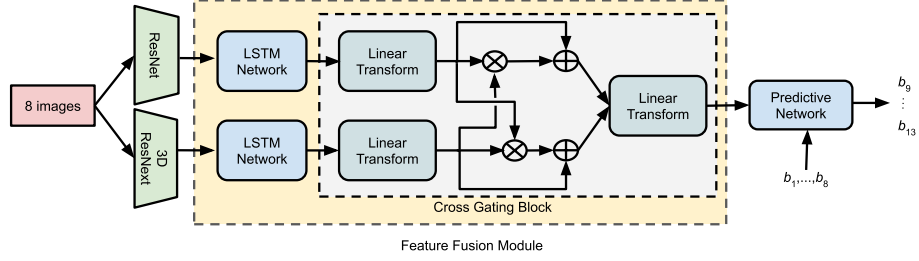 8 images
ResNet
3D
ResNext
LSTM
Network
LSTM
Network
Linear
Transform
Linear
Transform
Linear
Transform
Cross Gating Block
Feature Fusion Module
Predictive
Network
b1,...,b8
b9
⋮
b13